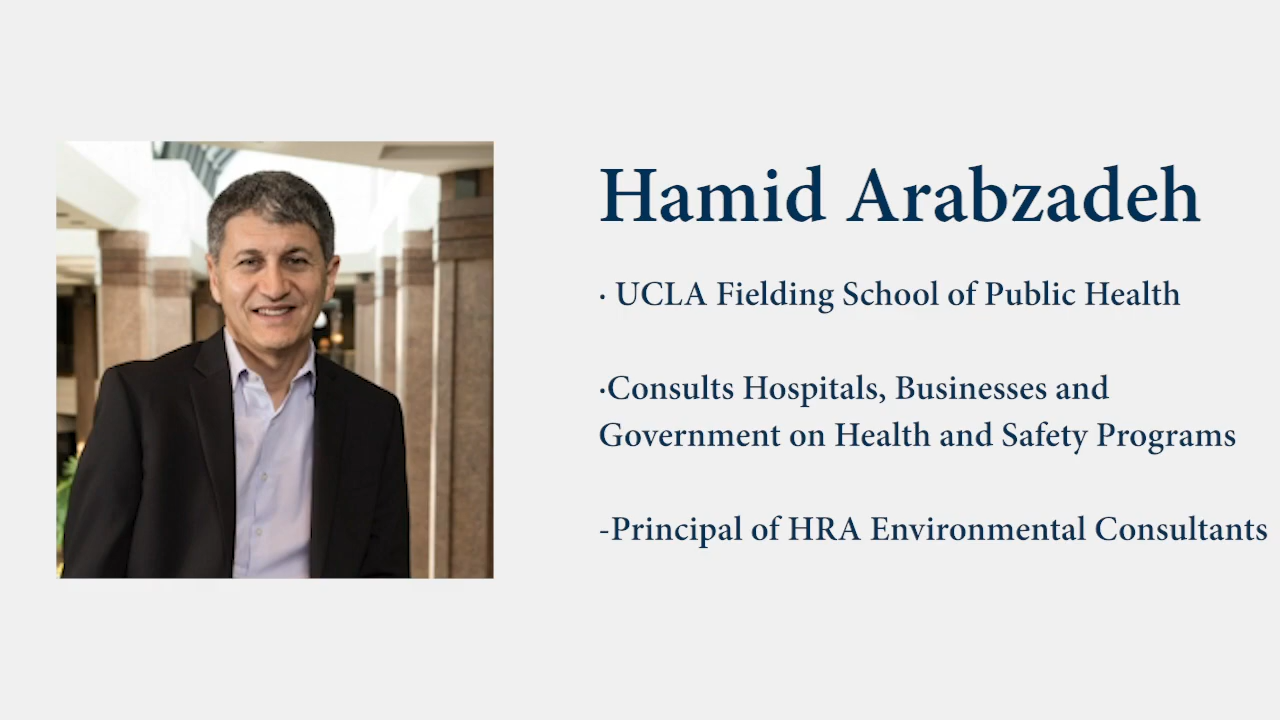 Hamid Arabzadeh
· UCLA Fielding School of Public Health
·Consults Hospitals, Businesses and
Government on Health and Safety Programs
-Principal of HRA Environmental Consultants